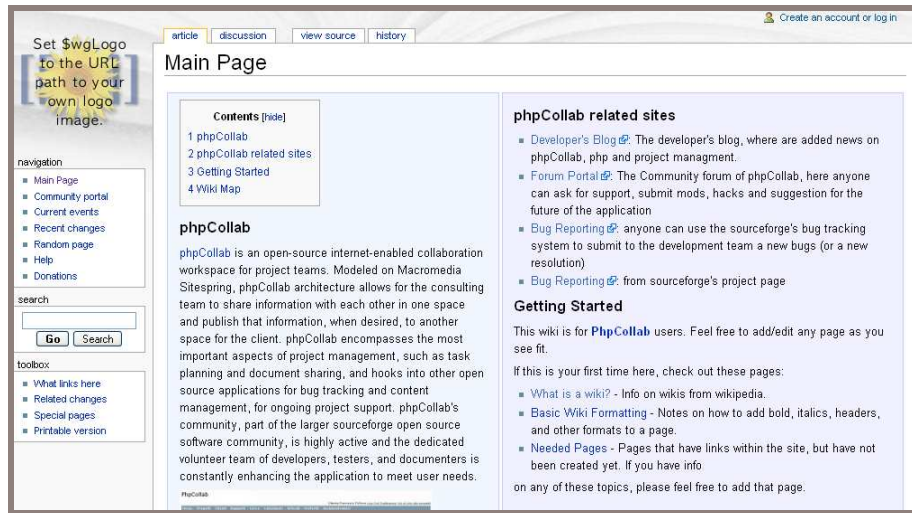 Create an account or log in
Set $wgLogo
to the URL
path to your
own logo
image.
article
discussion
view source
history
Main Page
navigation
Main Page
Community portal
Current events
Recent changes
Random page
Help
Donations
search
Go Search
toolbox
What links here
Related changes
Special pages
Printable version
Contents [hide]
1 phpCollab
2 phpCollab related sites
3 Getting Started
4 Wiki Map
phpCollab
phpCollab is an open-source internet-enabled collaboration
workspace for project teams. Modeled on Macromedia
Sitespring, phpCollab architecture allows for the consulting
team to share information with each other in one space
and publish that information, when desired, to another
space for the client. phpCollab encompasses the most
important aspects of project management, such as task
planning and document sharing, and hooks into other open
source applications for bug tracking and content
management, for ongoing project support. phpCollab's
community, part of the larger sourceforge open source
software community, is highly active and the dedicated
volunteer team of developers, testers, and documenters is
constantly enhancing the application to meet user needs.
PhpCollab
phpCollab related sites
Developer's Blog: The developer's blog, where are added news on
phpCollab, php and project managment.
Forum Portal: The Community forum of phpCollab, here anyone
can ask for support, submit mods, hacks and suggestion for the
future of the application
Bug Reporting: anyone can use the sourceforge's bug tracking
system to submit to the development team a new bugs (or a new
resolution)
Bug Reporting: from sourceforge's project page
Getting Started
This wiki is for PhpCollab users. Feel free to add/edit any page as you
see fit.
If this is your first time here, check out these pages:
What is a wiki? - Info on wikis from wikipedia.
Basic Wiki Formatting - Notes on how to add bold, italics, headers,
and other formats to a page.
Needed Pages - Pages that have links within the site, but have not
been created yet. If you have info
on any of these topics, please feel free to add that page.